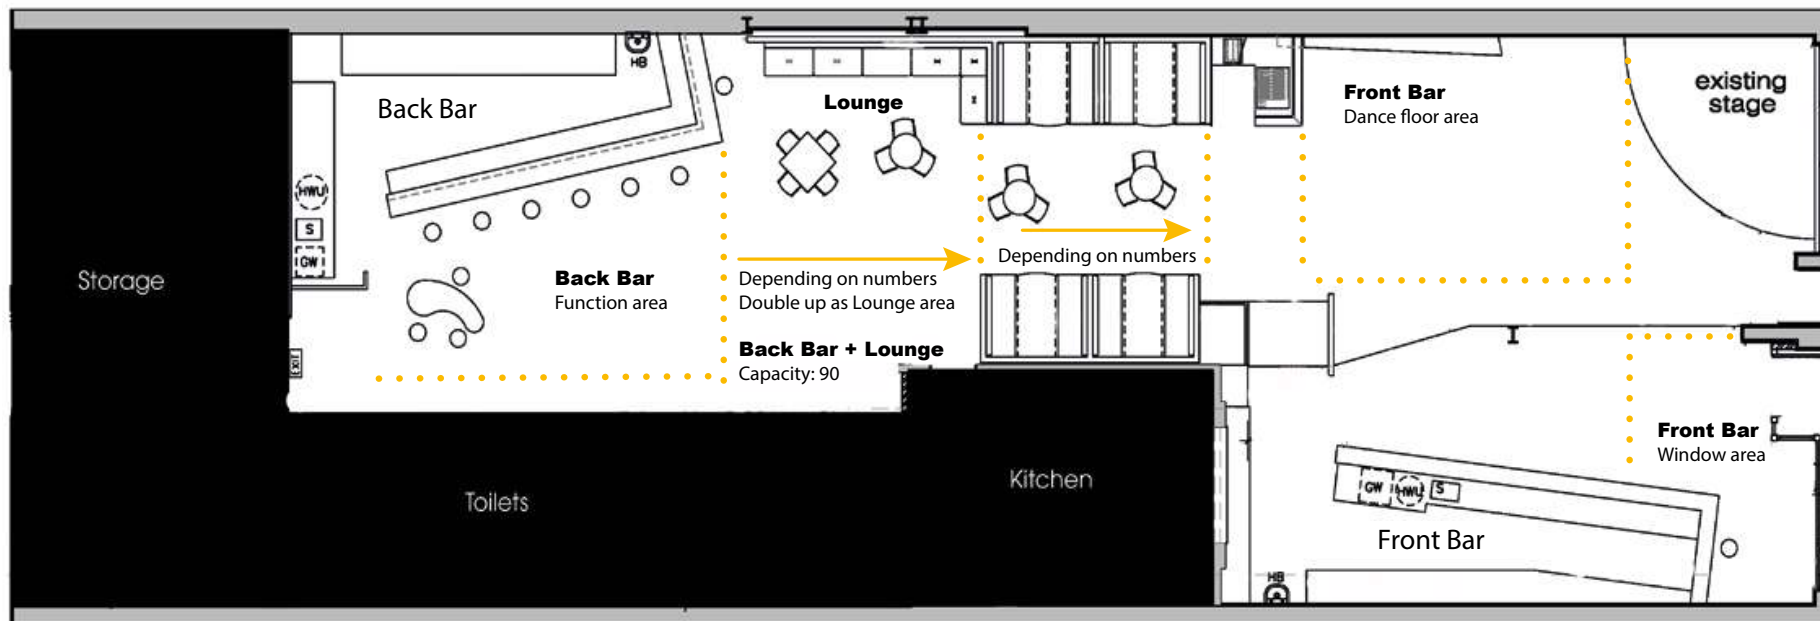 HB
Back Bar
Lounge
Front Bar
Dance floor area
existing
stage
HWU
S
GW
Storage
Back Bar
Function area
Depending on numbers
Double up as Lounge area
Depending on numbers
Back Bar + Lounge
Capacity: 90
EXIT
Front Bar
Window area
Toilets
Kitchen
GW
HWU
S
Front Bar
HB